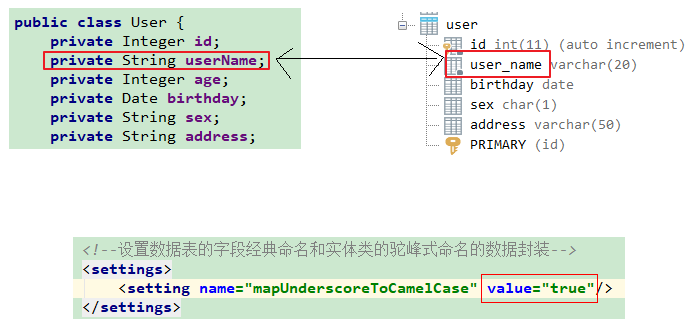 public class User {
private Integer id;
private String userName;
private Integer age;
private Date birthday;
private String sex;
private String address;
user
id int(11) (auto increment)
user_name varchar(20)
birthday date
sex char(1)
address varchar(50)
PRIMARY (id)
<!--设置数据表的字段经典命名和实体类的驼峰式命名的数据封装-->
<settings>
<setting name="mapUnderscoreToCamelCase" value="true"/>
</settings>